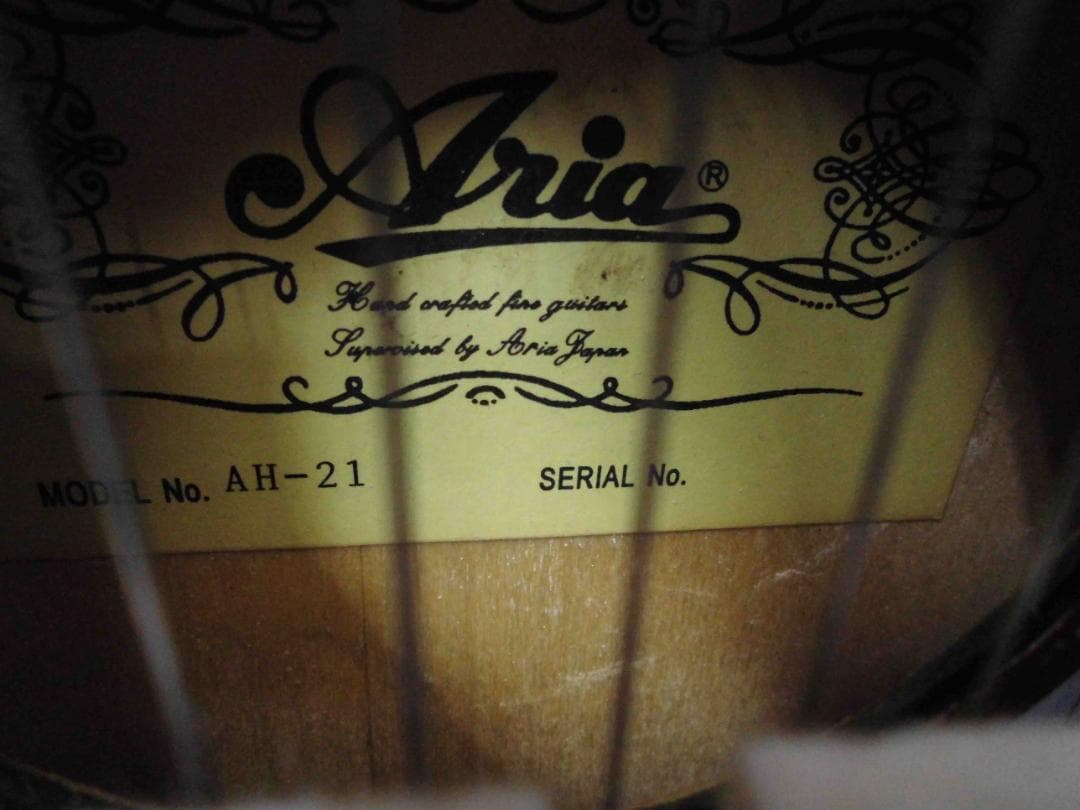 Aria®
Hand crafted fine guitars
Supervised by Aria Japan
MODEL No. AH-21
SERIAL No.